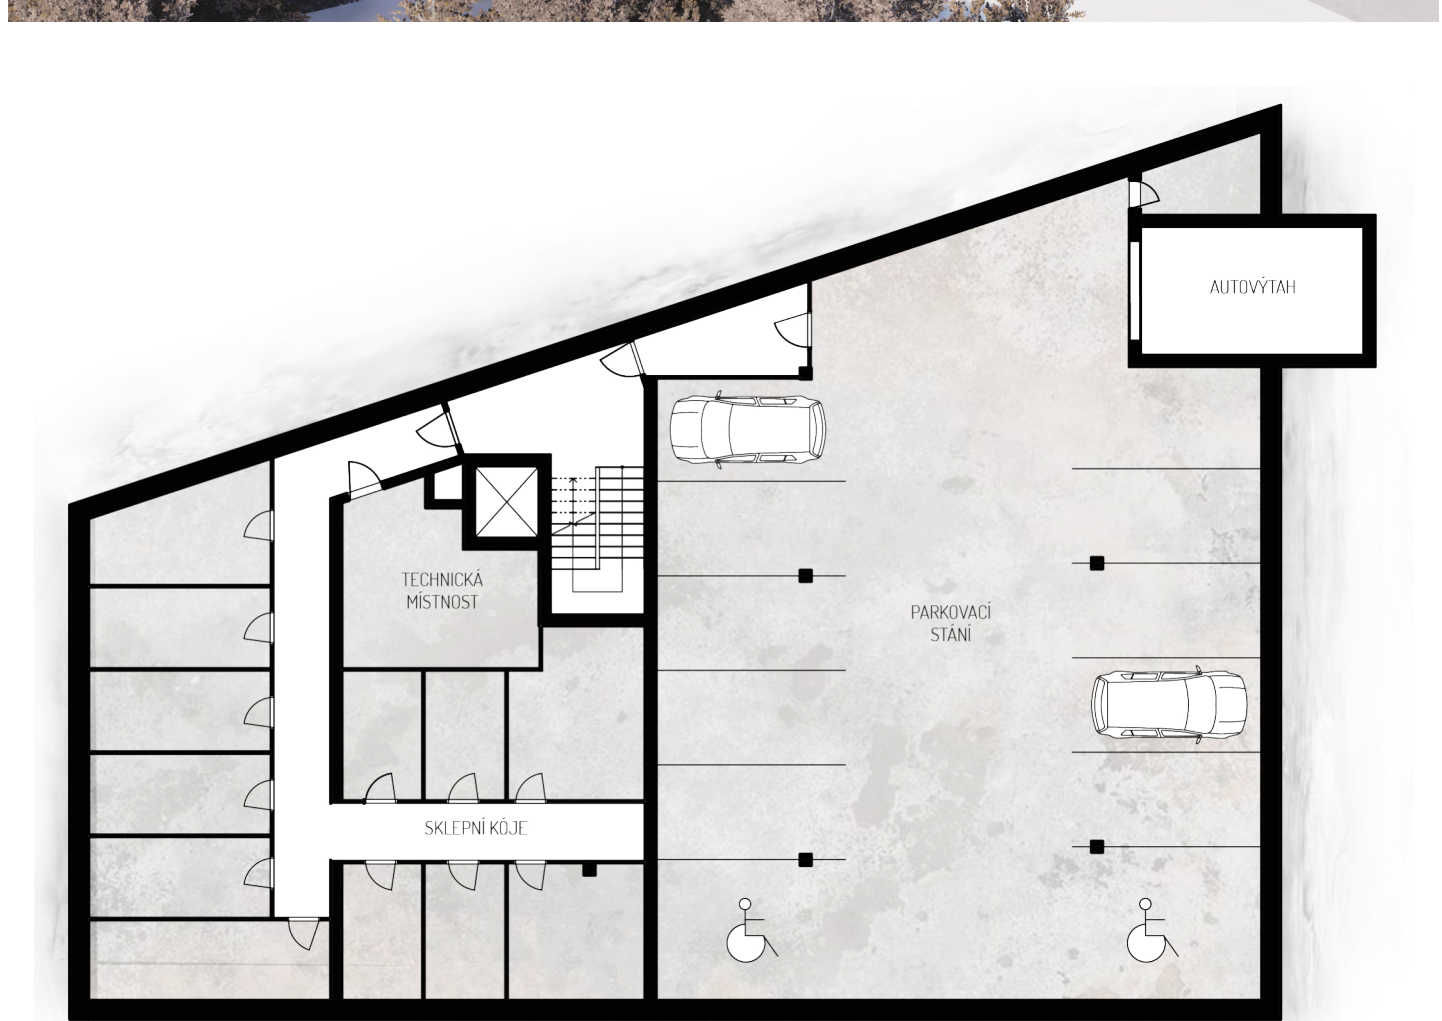 AUTOVÝTAH
TECHNICKÁ
MÍSTNOST
PARKOVACÍ
STÁNÍ
SKLEPNÍ KÓJE